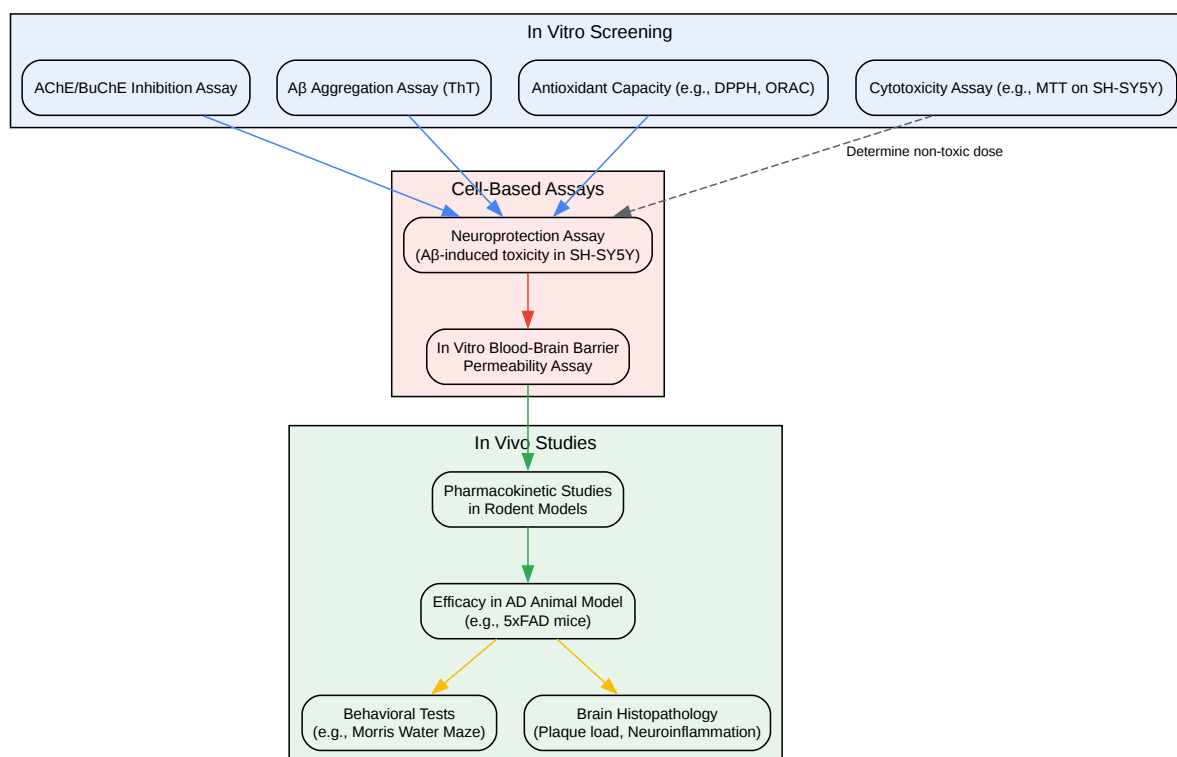 In Vitro Screening
AChE/BuChE Inhibition Assay
Aβ Aggregation Assay (ThT)
Antioxidant Capacity (e.g., DPPH, ORAC)
Cytotoxicity Assay (e.g., MTT on SH-SY5Y)
Determine non-toxic dose
Cell-Based Assays
Neuroprotection Assay
(Aβ-induced toxicity in SH-SY5Y)
In Vitro Blood-Brain Barrier
Permeability Assay
In Vivo Studies
Pharmacokinetic Studies
in Rodent Models
Efficacy in AD Animal Model
(e.g., 5xFAD mice)
Behavioral Tests
(e.g., Morris Water Maze)
Brain Histopathology
(Plaque load, Neuroinflammation)